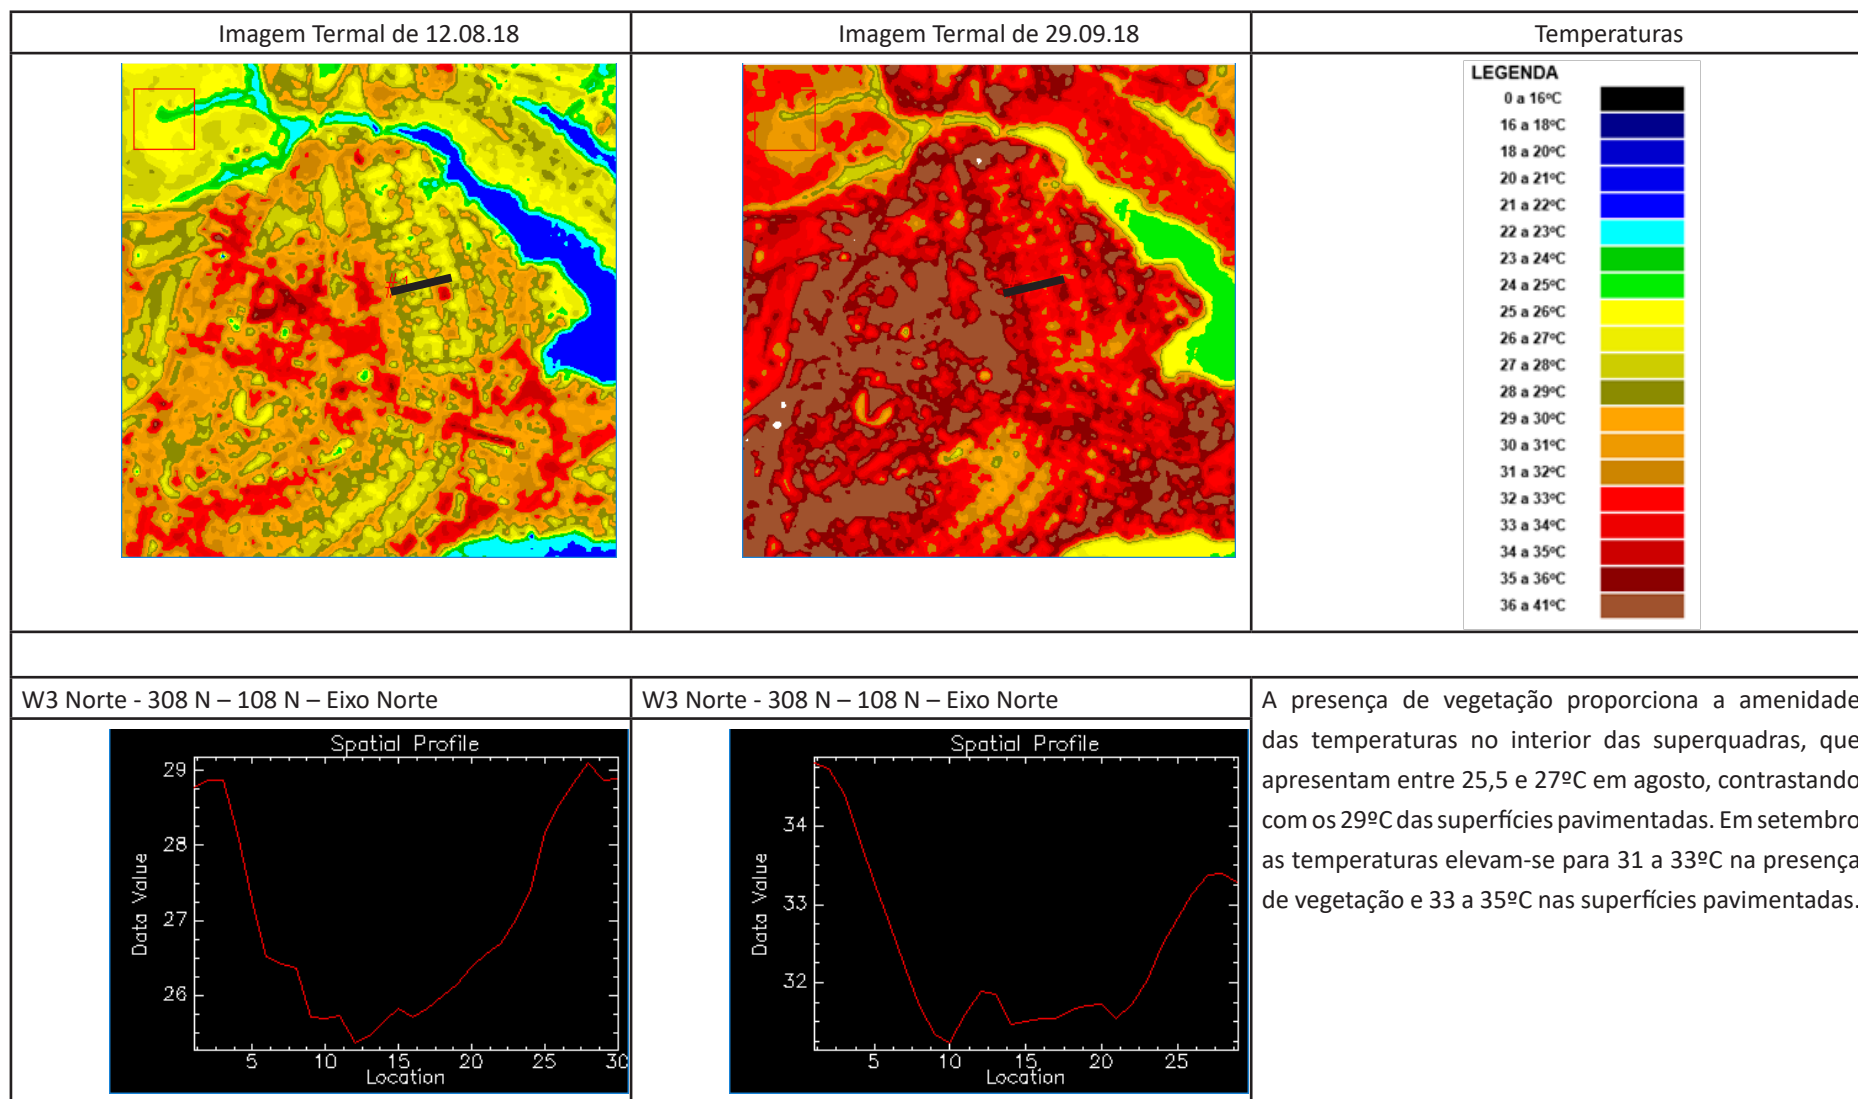 Imagem Termal de 12.08.18
Imagem Termal de 29.09.18
Temperaturas
LEGENDA
0 a 16ºC
16 a 18ºC
18 a 20ºC
20 a 21ºC
21 a 22ºC
22 a 23ºC
23 a 24ºC
24 a 25ºC
25 a 26ºC
26 a 27ºC
27 a 28ºC
28 a 29ºC
29 a 30ºC
30 a 31ºC
31 a 32ºC
32 a 33ºC
33 a 34ºC
34 a 35ºC
35 a 36ºC
36 a 41ºC
W3 Norte - 308 N – 108 N – Eixo Norte
Spatial Profile
Data Value
29
28
27
26
5 10 15 20 25 30
Location
W3 Norte - 308 N – 108 N – Eixo Norte
Spatial Profile
Data Value
34
33
32
5 10 15 20 25
Location
A presença de vegetação proporciona a amenidade
das temperaturas no interior das superquadras, que
apresentam entre 25,5 e 27ºC em agosto, contrastando
com os 29ºC das superfícies pavimentadas. Em setembro
as temperaturas elevam-se para 31 a 33ºC na presença
de vegetação e 33 a 35ºC nas superfícies pavimentadas.